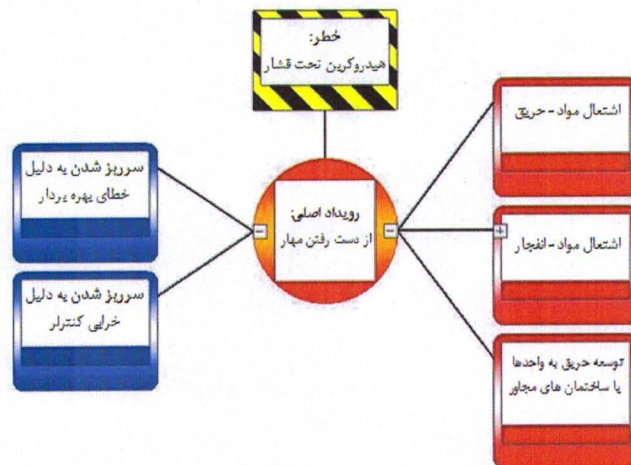 خطر:
هیدروکربن تحت فشار
سرریز شدن به دلیل
خطای بهره بردار
سرریز شدن به دلیل
خرابی کنترلر
رویداد اصلی:
از دست رفتن مهار
اشتعال مواد - حریق
اشتعال مواد - انفجار
توسعه حریق به واحدها
یا ساختمان های مجاور